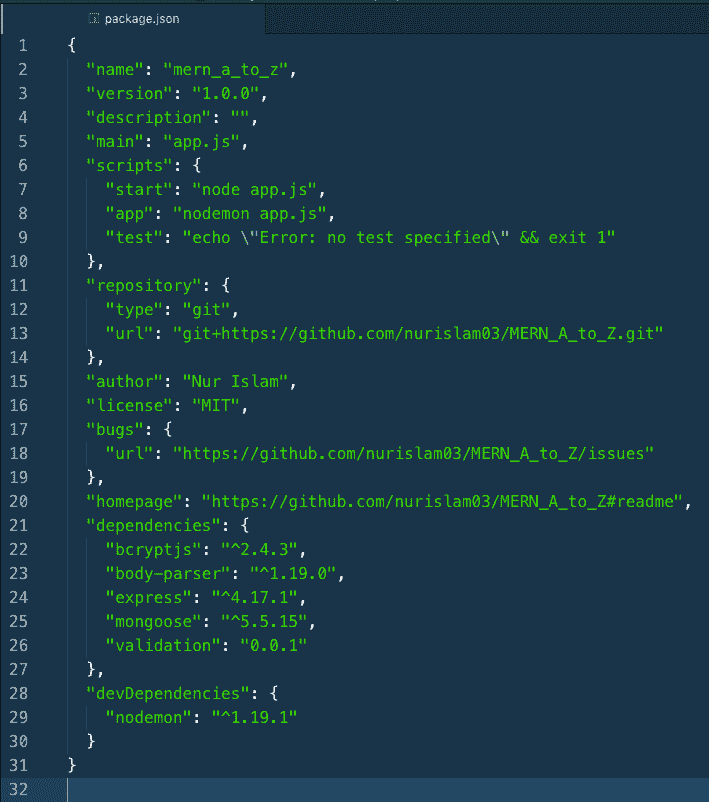 package.json
1 {
2 "name": "mern_a_to_z",
3 "version": "1.0.0",
4 "description": "",
5 "main": "app.js",
6 "scripts": {
7 "start": "node app.js",
8 "app": "nodemon app.js",
9 "test": "echo \"Error: no test specified\" && exit 1"
10 },
11 "repository": {
12 "type": "git",
13 "url": "git+https://github.com/nurislam03/MERN_A_to_Z.git"
14 },
15 "author": "Nur Islam",
16 "license": "MIT",
17 "bugs": {
18 "url": "https://github.com/nurislam03/MERN_A_to_Z/issues"
19 },
20 "homepage": "https://github.com/nurislam03/MERN_A_to_Z#readme",
21 "dependencies": {
22 "bcryptjs": "^2.4.3",
23 "body-parser": "^1.19.0",
24 "express": "^4.17.1",
25 "mongoose": "^5.5.15",
26 "validation": "0.0.1"
27 },
28 "devDependencies": {
29 "nodemon": "^1.19.1"
30 }
31 }
32